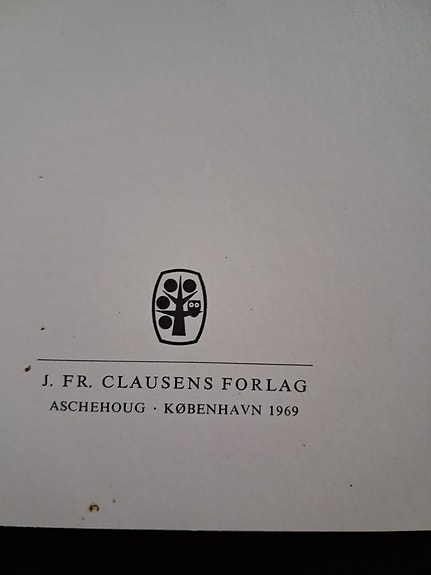 J. FR. CLAUSENS FORLAG
ASCHEHOUG · KØBENHAVN 1969